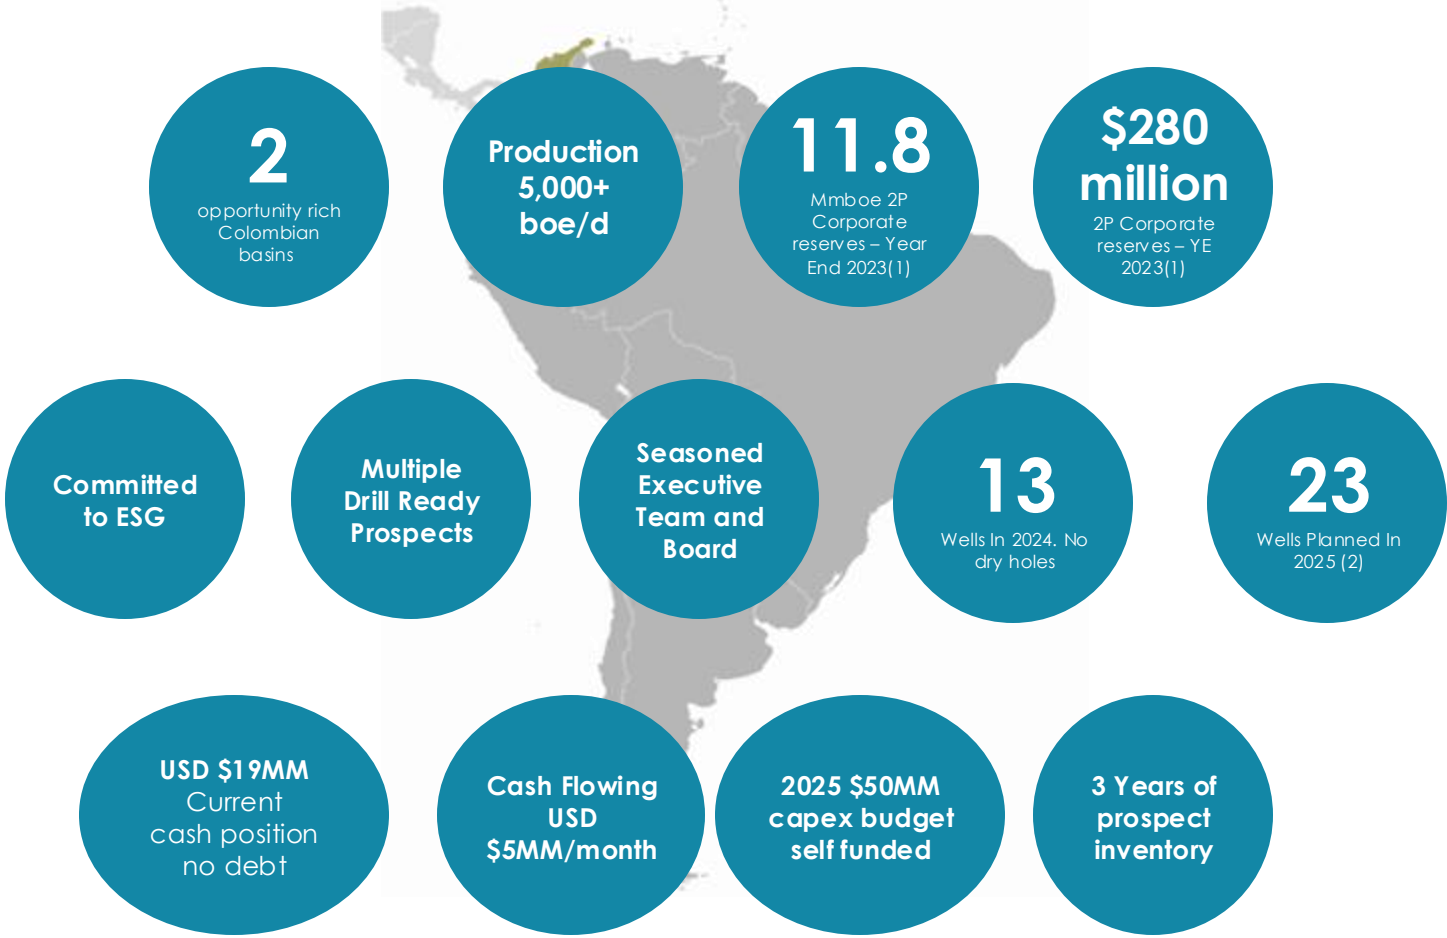 2
opportunity rich
Colombian
basins
Production
5,000+
boe/d
11.8
Mmboe 2P
Corporate
reserves – Year
End 2023(1)
$280
million
2P Corporate
reserves – YE
2023(1)
Committed
to ESG
Multiple
Drill Ready
Prospects
Seasoned
Executive
Team and
Board
13
Wells In 2024. No
dry holes
23
Wells Planned In
2025 (2)
USD $19MM
Current
cash position
no debt
Cash Flowing
USD
$5MM/month
2025 $50MM
capex budget
self funded
3 Years of
prospect
inventory